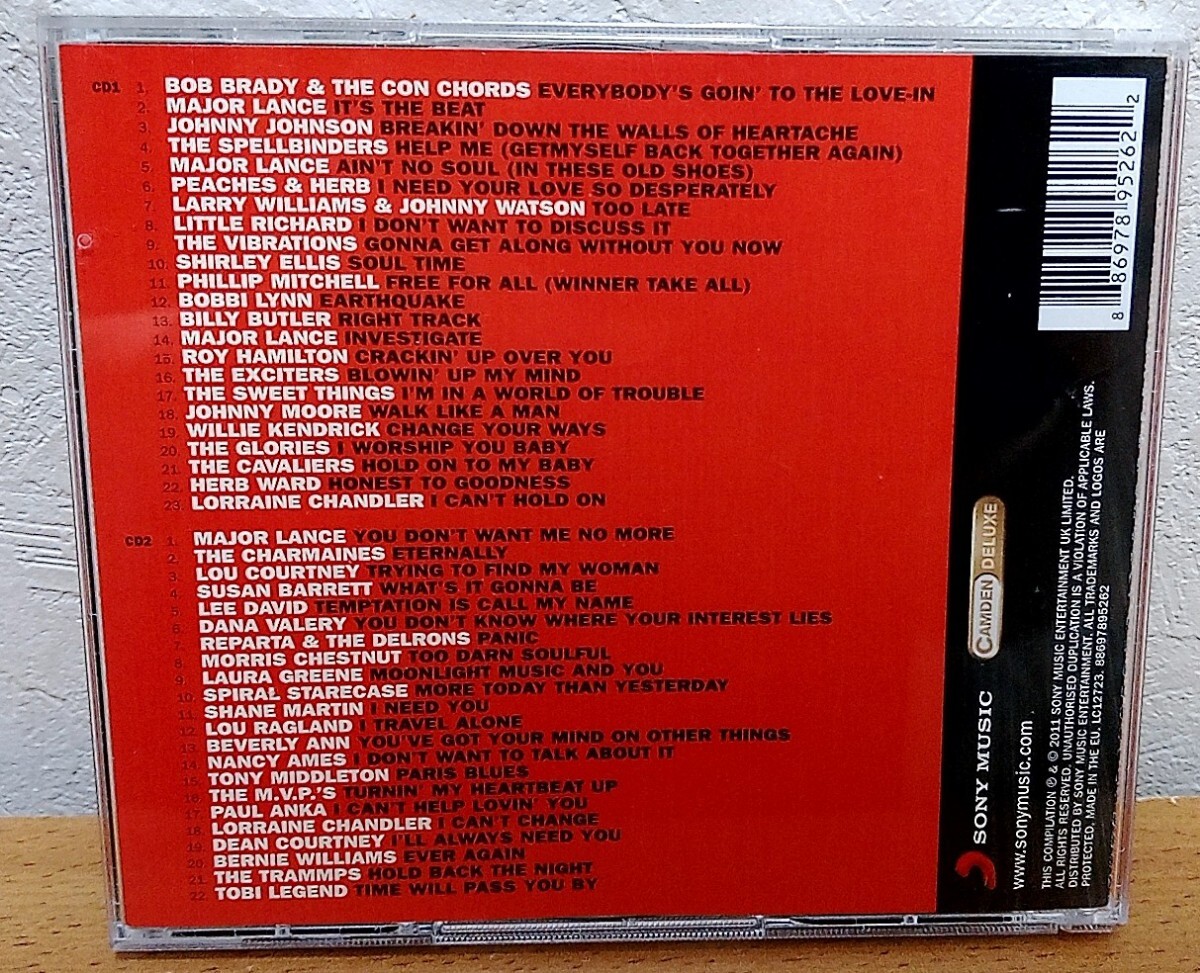 CD1 1. BOB BRADY & THE CON CHORDS EVERYBODY'S GOIN' TO THE LOVE-IN
2. MAJOR LANCE IT'S THE BEAT
3. JOHNNY JOHNSON BREAKIN' DOWN THE WALLS OF HEARTACHE
4. THE SPELLBINDERS HELP ME (GETMYSELF BACK TOGETHER AGAIN)
5. MAJOR LANCE AIN'T NO SOUL (IN THESE OLD SHOES)
6. PEACHES & HERB I NEED YOUR LOVE SO DESPERATELY
7. LARRY WILLIAMS & JOHNNY WATSON TOO LATE
8. LITTLE RICHARD I DON'T WANT TO DISCUSS IT
9. THE VIBRATIONS GONNA GET ALONG WITHOUT YOU NOW
10. SHIRLEY ELLIS SOUL TIME
11. PHILLIP MITCHELL FREE FOR ALL (WINNER TAKE ALL)
12. BOBBI LYNN EARTHQUAKE
13. BILLY BUTLER RIGHT TRACK
14. MAJOR LANCE INVESTIGATE
15. ROY HAMILTON CRACKIN' UP OVER YOU
16. THE EXCITERS BLOWIN' UP MY MIND
17. THE SWEET THINGS I'M IN A WORLD OF TROUBLE
18. JOHNNY MOORE WALK LIKE A MAN
19. WILLIE KENDRICK CHANGE YOUR WAYS
20. THE GLORIES I WORSHIP YOU BABY
21. THE CAVALIERS HOLD ON TO MY BABY
22. HERB WARD HONEST TO GOODNESS
23. LORRAINE CHANDLER I CAN'T HOLD ON
CD2 1. MAJOR LANCE YOU DON'T WANT ME NO MORE
2. THE CHARMAINES ETERNALLY
3. LOU COURTNEY TRYING TO FIND MY WOMAN
4. SUSAN BARRETT WHAT'S IT GONNA BE
5. LEE DAVID TEMPTATION IS CALL MY NAME
6. DANA VALERY YOU DON'T KNOW WHERE YOUR INTEREST LIES
7. REPARTA & THE DELRONS PANIC
8. MORRIS CHESTNUT TOO DARN SOULFUL
9. LAURA GREENE MOONLIGHT MUSIC AND YOU
10. SPIRAL STARECASE MORE TODAY THAN YESTERDAY
11. SHANE MARTIN I NEED YOU
12. LOU RAGLAND I TRAVEL ALONE
13. BEVERLY ANN YOU'VE GOT YOUR MIND ON OTHER THINGS
14. NANCY AMES I DON'T WANT TO TALK ABOUT IT
15. TONY MIDDLETON PARIS BLUES
16. THE M.V.P.'S TURNIN' MY HEARTBEAT UP
17. PAUL ANKA I CAN'T HELP LOVIN' YOU
18. LORRAINE CHANDLER I CAN'T CHANGE
19. DEAN COURTNEY I'LL ALWAYS NEED YOU
20. BERNIE WILLIAMS EVER AGAIN
21. THE TRAMMPS HOLD BACK THE NIGHT
22. TOBI LEGEND TIME WILL PASS YOU BY
8 86978 95262 2
CAMDEN DELUXE
SONY MUSIC
www.sonymusic.com
THIS COMPILATION ℗ & © 2011 SONY MUSIC ENTERTAINMENT UK LIMITED.
ALL RIGHTS RESERVED. UNAUTHORISED DUPLICATION IS A VIOLATION OF APPLICABLE LAWS.
DISTRIBUTED BY SONY MUSIC ENTERTAINMENT. ALL TRADEMARKS AND LOGOS ARE
PROTECTED. MADE IN THE EU. LC12723. 88697895262